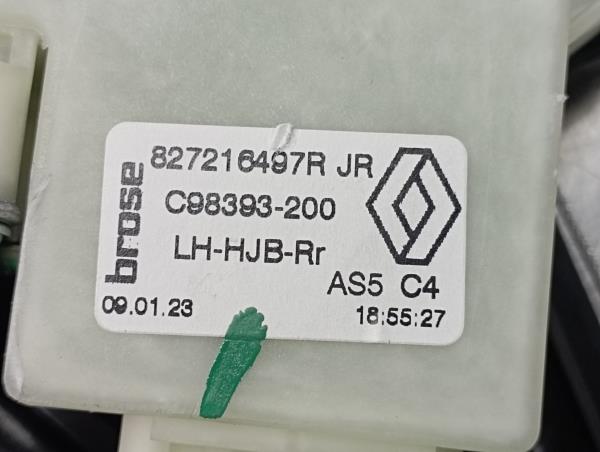 brose
827216497R JR
C98393-200
LH-HJB-Rr
AS5 C4
09.01.23
18:55:27